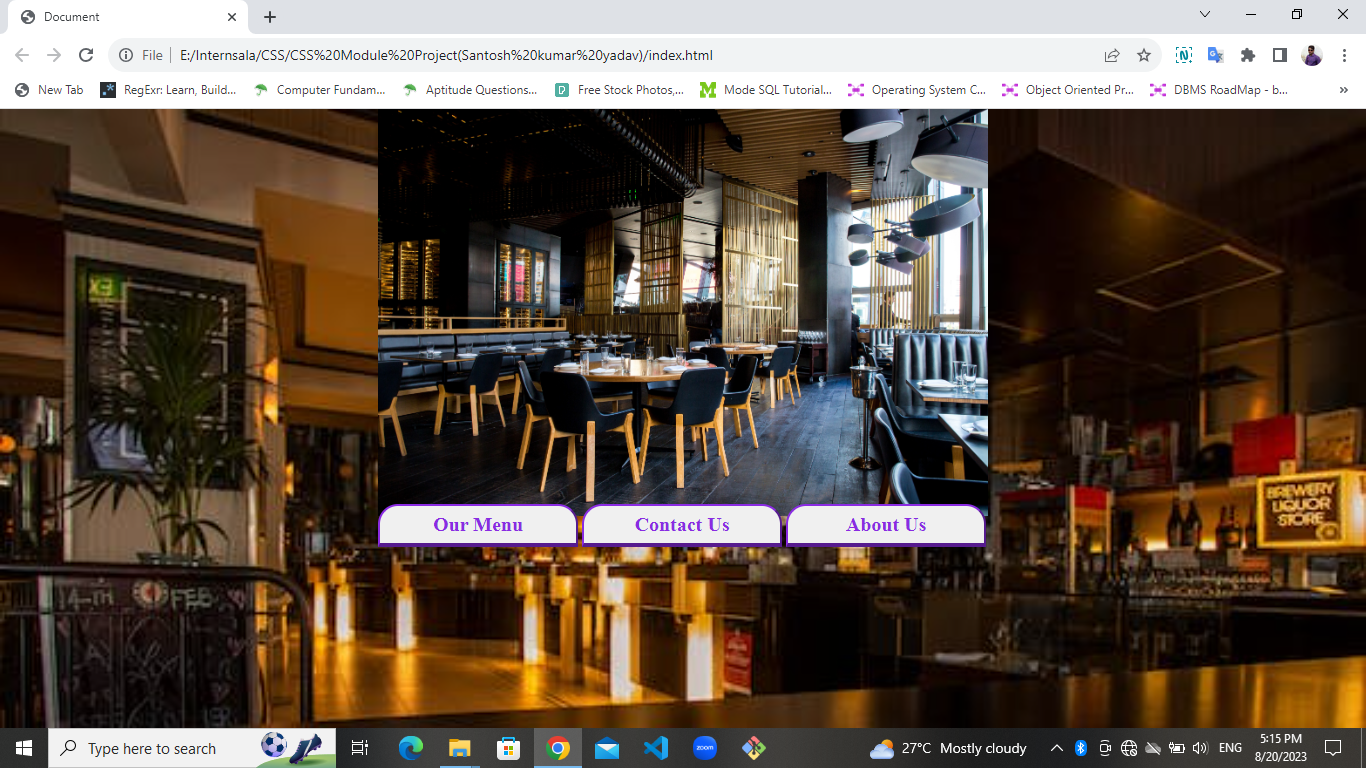 Document
File
E:/Internsala/CSS/CSS%20Module%20Project(Santosh%20kumar%20yadav)/index.html
New Tab
RegExr: Learn, Build...
Computer Fundam...
Aptitude Questions...
Free Stock Photos,...
Mode SQL Tutorial...
Operating System C...
Object Oriented Pr...
DBMS RoadMap - b...
»
Our Menu
Contact Us
About Us
BREWERY
LIQUOR
STORE
14-TH FEB
Type here to search
zoom
27°C Mostly cloudy
ENG
5:15 PM
8/20/2023